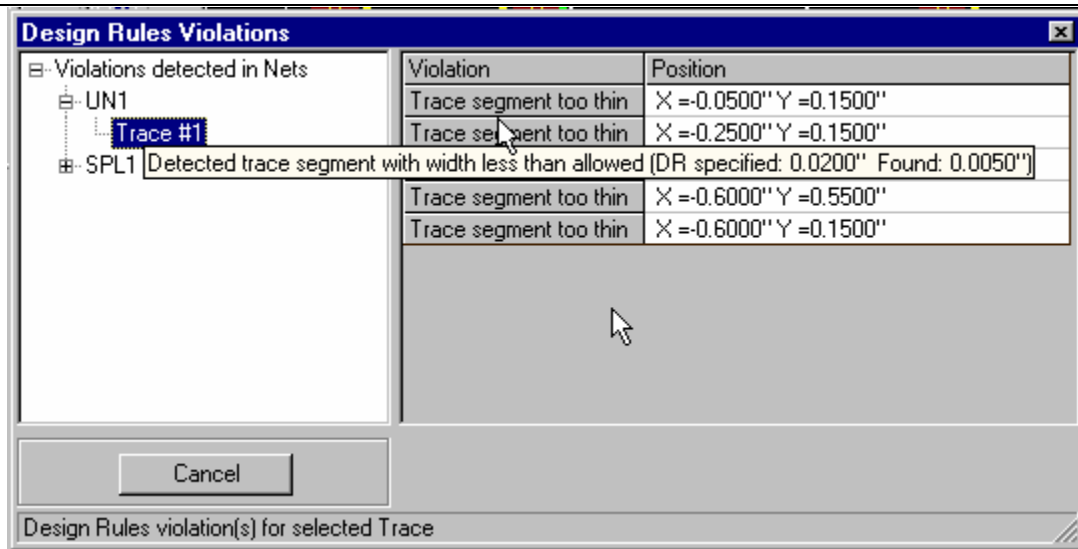 Design Rules Violations
Violations detected in Nets
UN1
Trace #1
SPL1
Violation Position
Trace segment too thin X =-0.0500" Y =0.1500"
Trace segment too thin X =-0.2500" Y =0.1500"
Detected trace segment with width less than allowed (DR specified: 0.0200" Found: 0.0050")
Trace segment too thin X =-0.6000" Y =0.5500"
Trace segment too thin X =-0.6000" Y =0.1500"
Cancel
Design Rules violation(s) for selected Trace